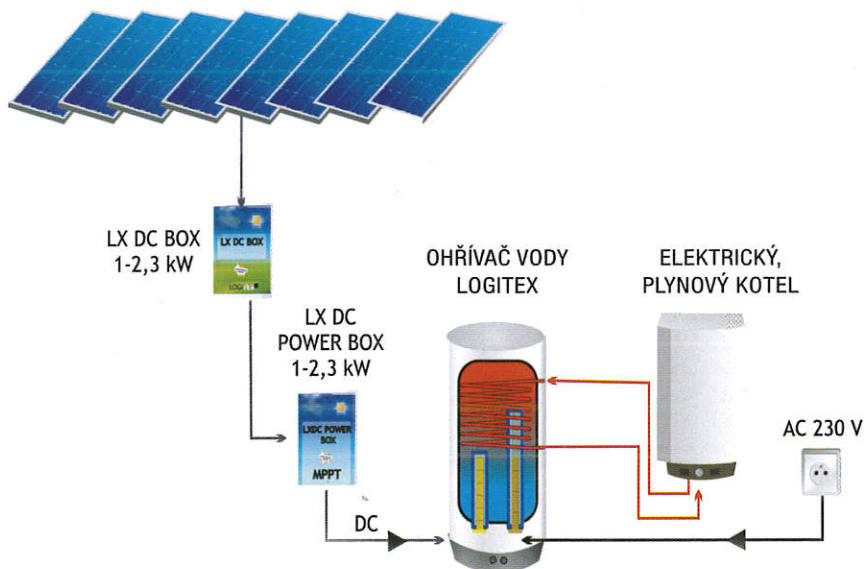 LX DC BOX
1-2,3 kW
LX DC BOX
LOGITEX
LX DC
POWER BOX
1-2,3 kW
LXDC POWER
BOX
MPPT
DC
OHŘÍVAČ VODY
LOGITEX
ELEKTRICKÝ,
PLYNOVÝ KOTEL
AC 230 V